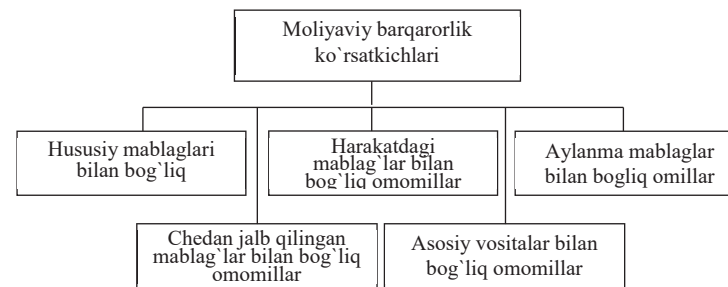 Moliyaviy barqarorlik
ko`rsatkichlari
Hususiy mablaglari
bilan bog`liq
Harakatdagi
mablag`lar bilan
bog`liq omomillar
Aylanma mablaglar
bilan bogliq omillar
Chedan jalb qilingan
mablag`lar bilan bog`liq
omomillar
Asosiy vositalar bilan
bog`liq omomillar